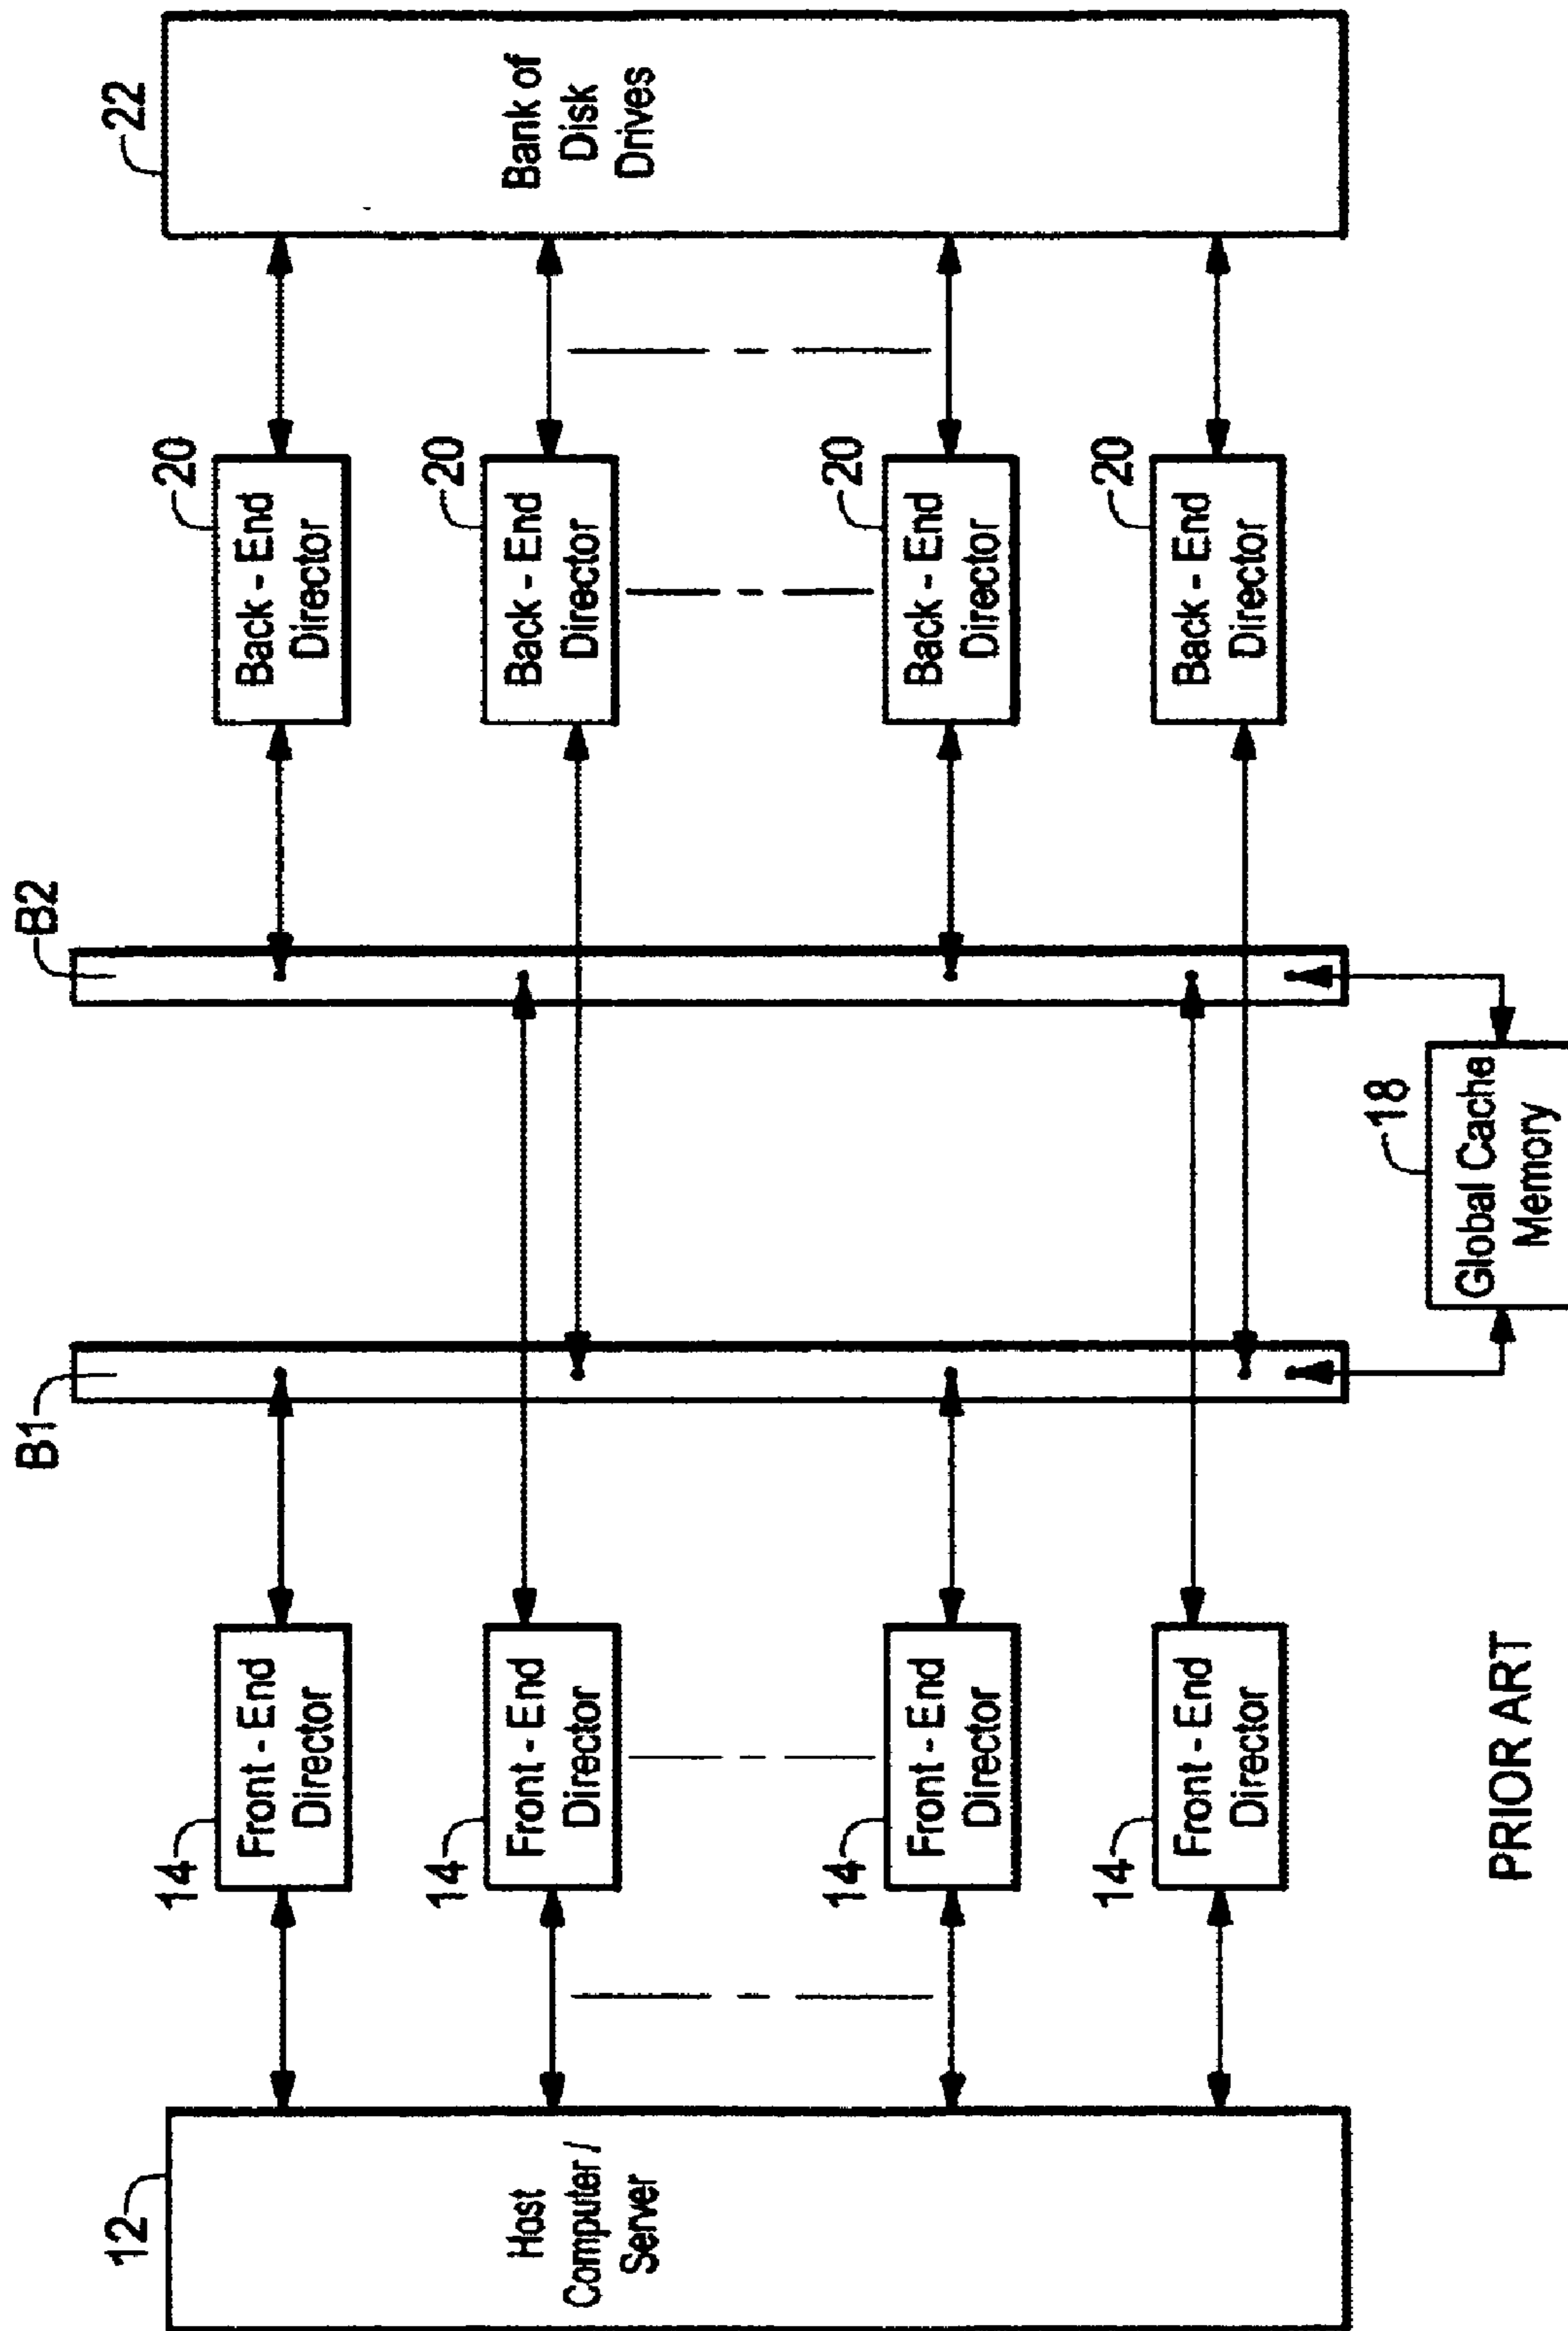 B1
B2
12
Host
Computer /
Server
14
Front - End
Director
14
Front - End
Director
14
Front - End
Director
14
Front - End
Director
20
Back - End
Director
20
Back - End
Director
20
Back - End
Director
20
Back - End
Director
22
Bank of
Disk
Drives
18
Global Cache
Memory
PRIOR ART